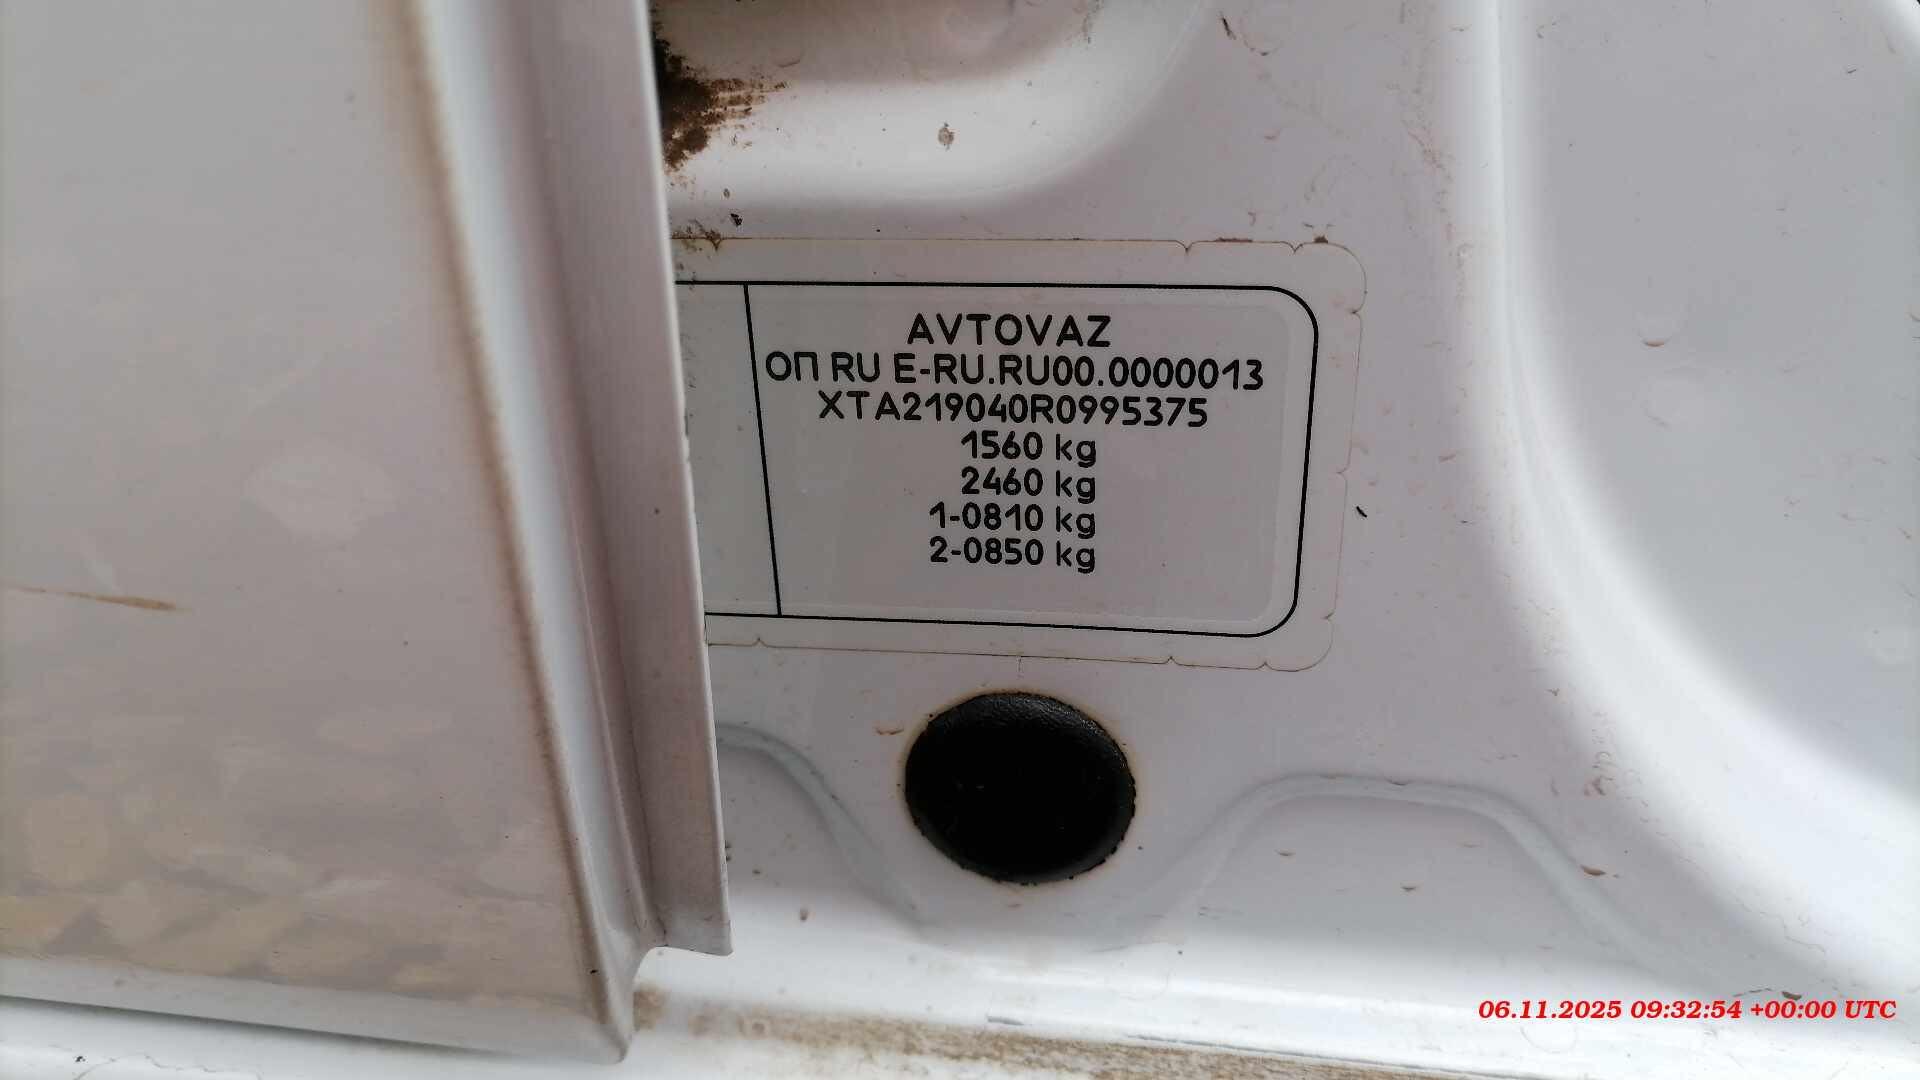 AVTOVAZ
ОП RU E-RU.RU00.0000013
XTA219040R0995375
1560 kg
2460 kg
1-0810 kg
2-0850 kg
06.11.2025 09:32:54 +00:00 UTC